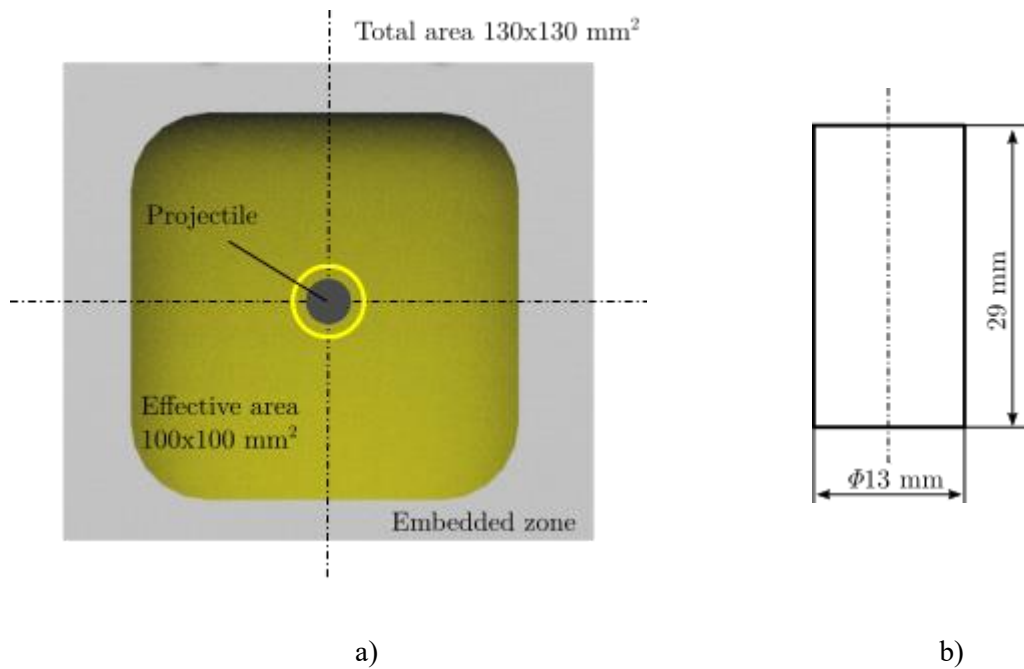 Total area 130x130 mm²
Projectile
Effective area
100x100 mm²
Embedded zone
29 mm
Φ13 mm
a)
b)